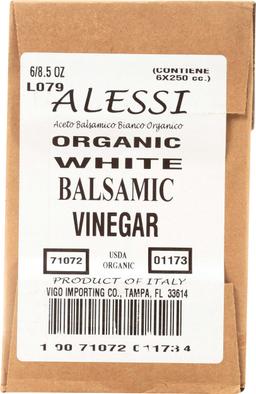 6/8.5 OZ (CONTIENE
6X250 cc.)
L079
ALESSI
Aceto Balsamico Bianco Organico
ORGANIC
WHITE
BALSAMIC
VINEGAR
71072 USDA
ORGANIC 01173
PRODUCT OF ITALY
VIGO IMPORTING CO., TAMPA, FL 33614
1 00 71072 01173 4